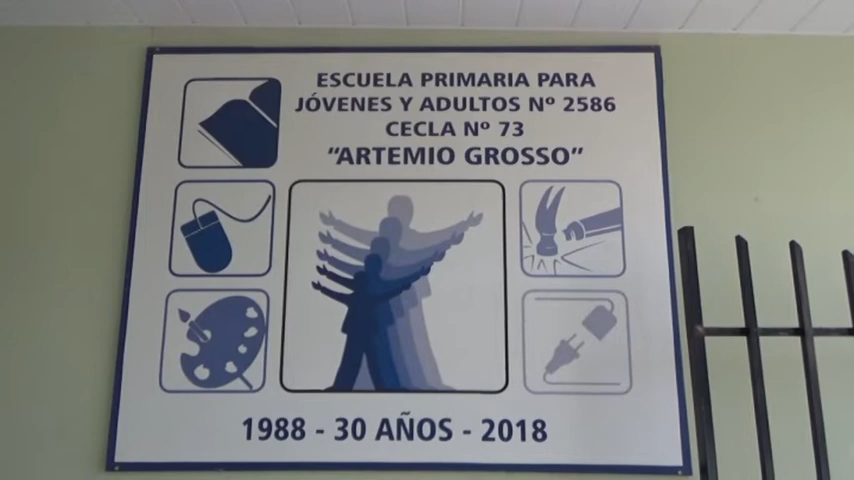 ESCUELA PRIMARIA PARA
JÓVENES Y ADULTOS Nº 2586
CECLA Nº 73
“ARTEMIO GROSSO”
1988 - 30 AÑOS - 2018